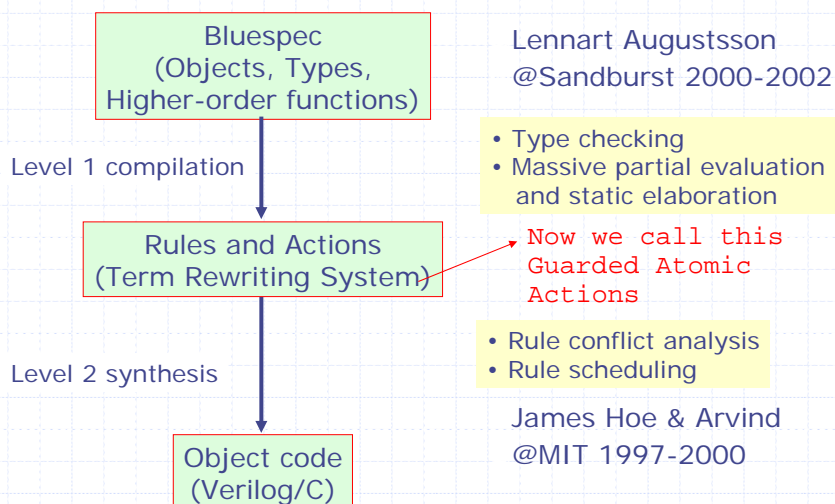 Bluespec
(Objects, Types,
Higher-order functions)
Lennart Augustsson
@Sandburst 2000-2002
Level 1 compilation
• Type checking
• Massive partial evaluation
and static elaboration
Rules and Actions
(Term Rewriting System)
Now we call this
Guarded Atomic
Actions
Level 2 synthesis
• Rule conflict analysis
• Rule scheduling
James Hoe & Arvind
@MIT 1997-2000
Object code
(Verilog/C)